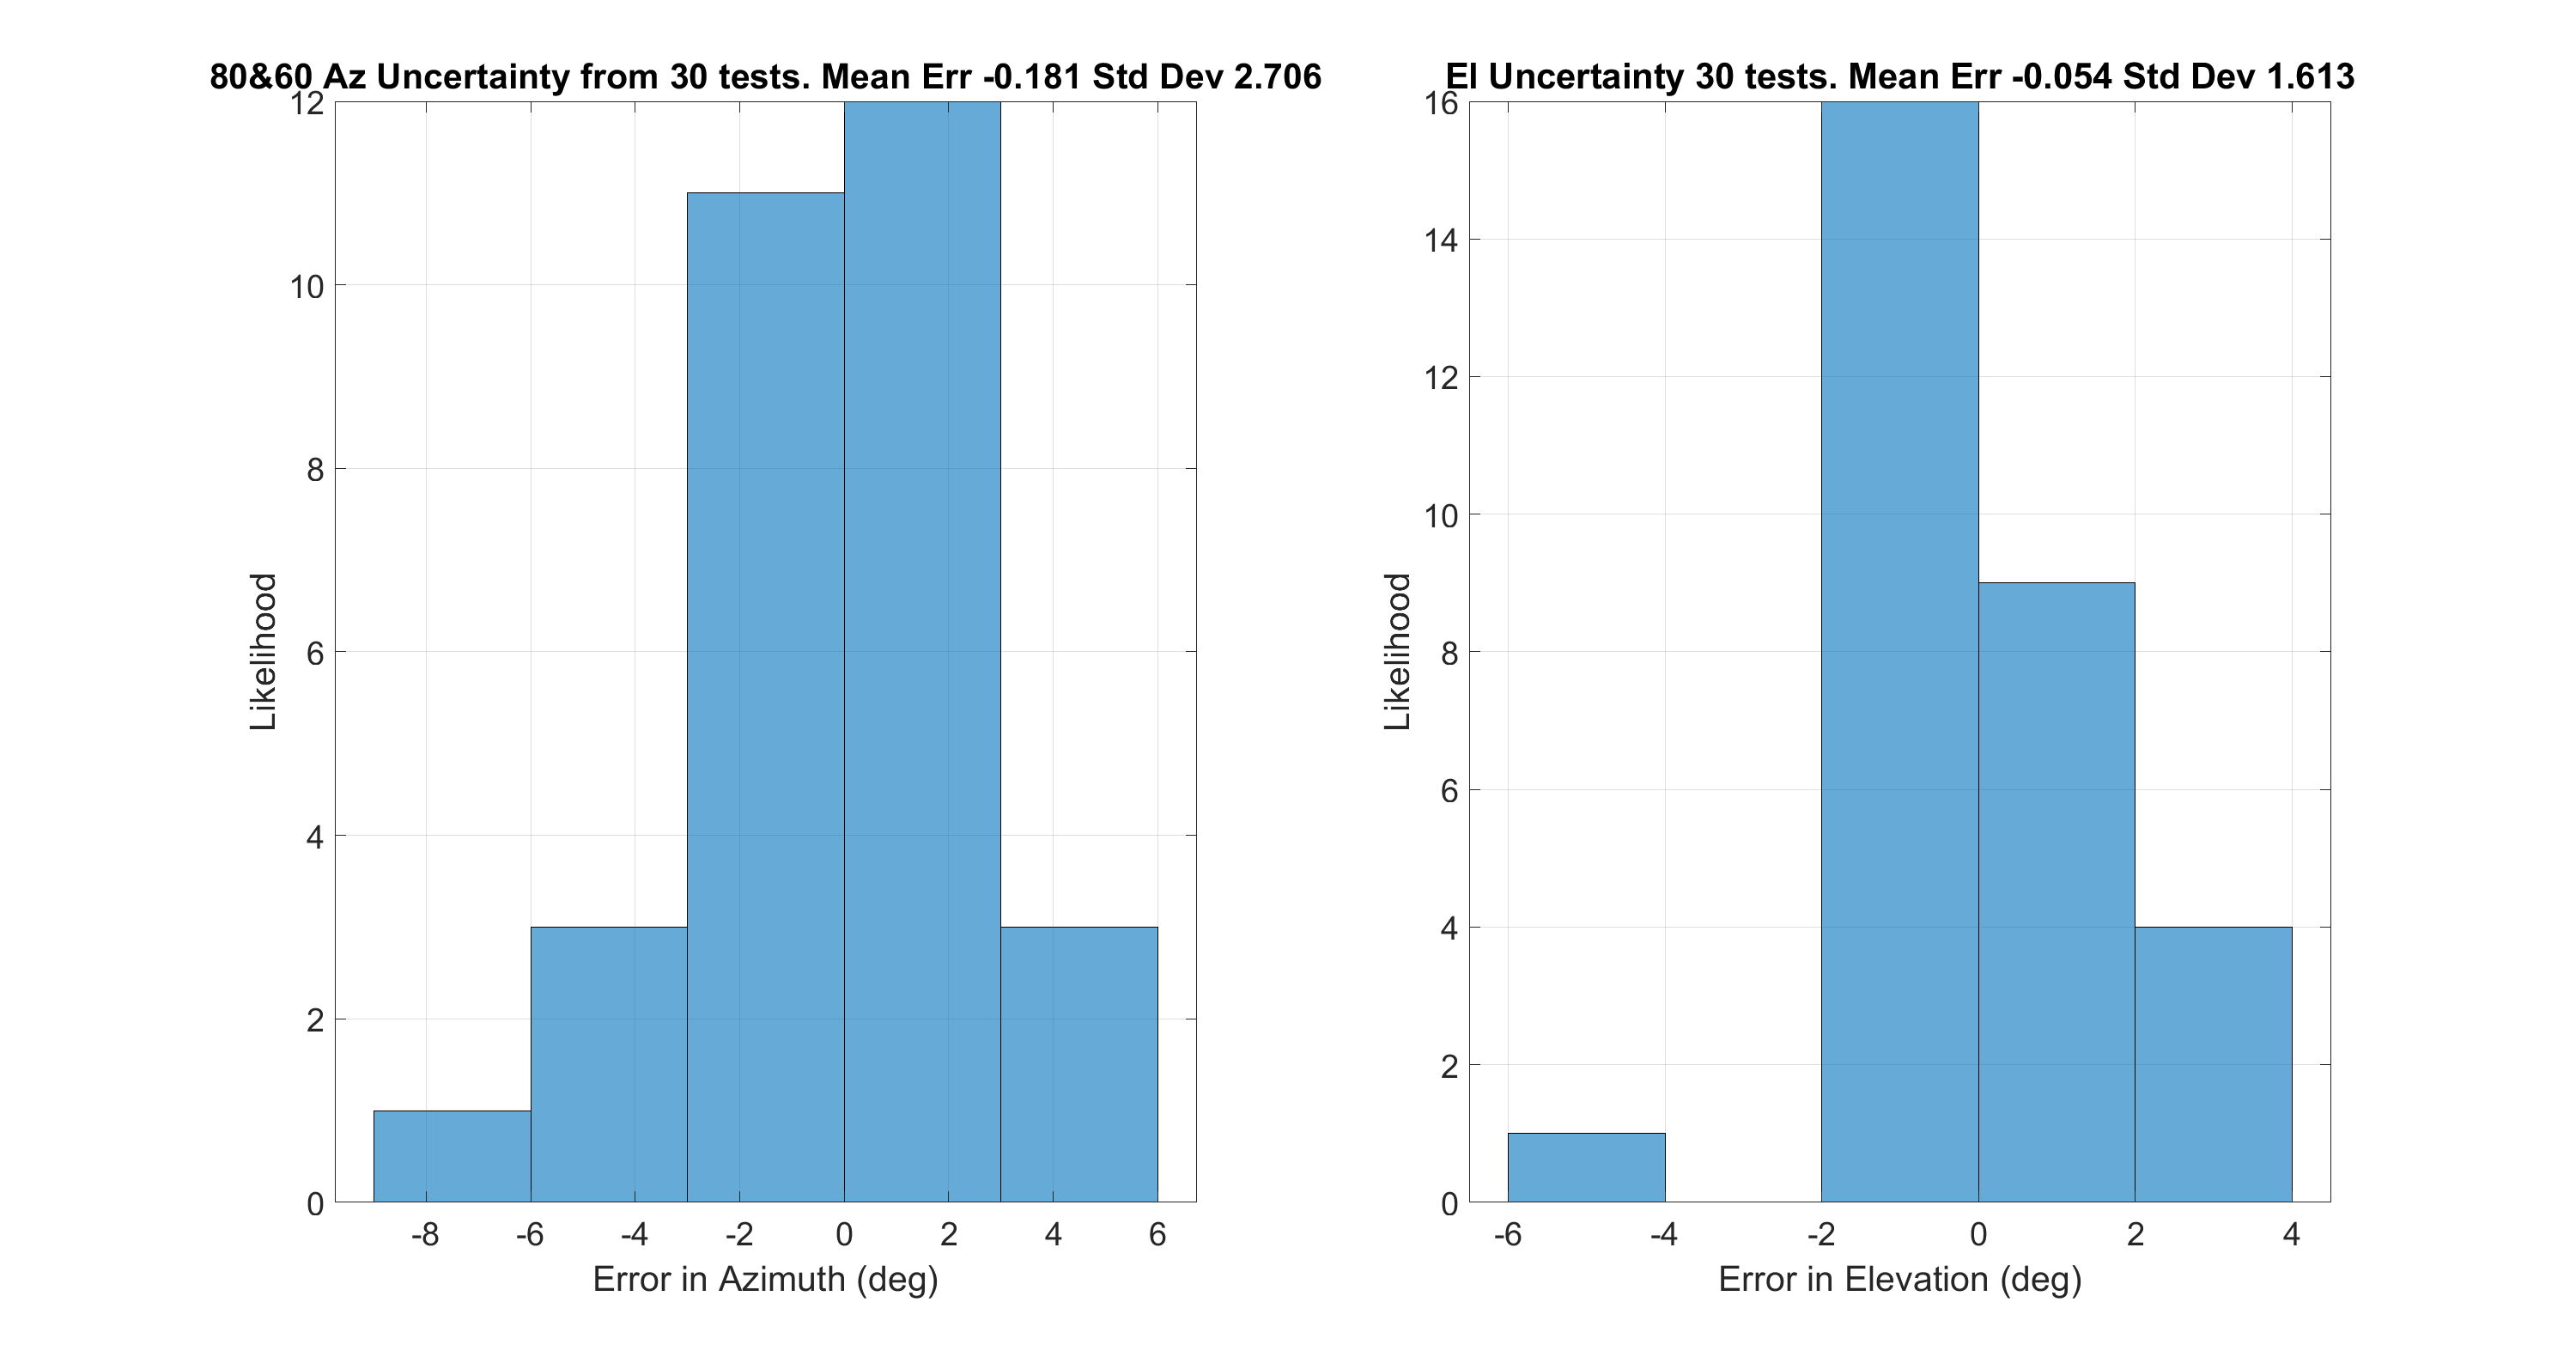 80&60 Az Uncertainty from 30 tests. Mean Err -0.181 Std Dev 2.706
12
10
8
6
4
2
0
Likelihood
-8 -6 -4 -2 0 2 4 6
Error in Azimuth (deg)
El Uncertainty 30 tests. Mean Err -0.054 Std Dev 1.613
16
14
12
10
8
6
4
2
0
Likelihood
-6 -4 -2 0 2 4
Error in Elevation (deg)